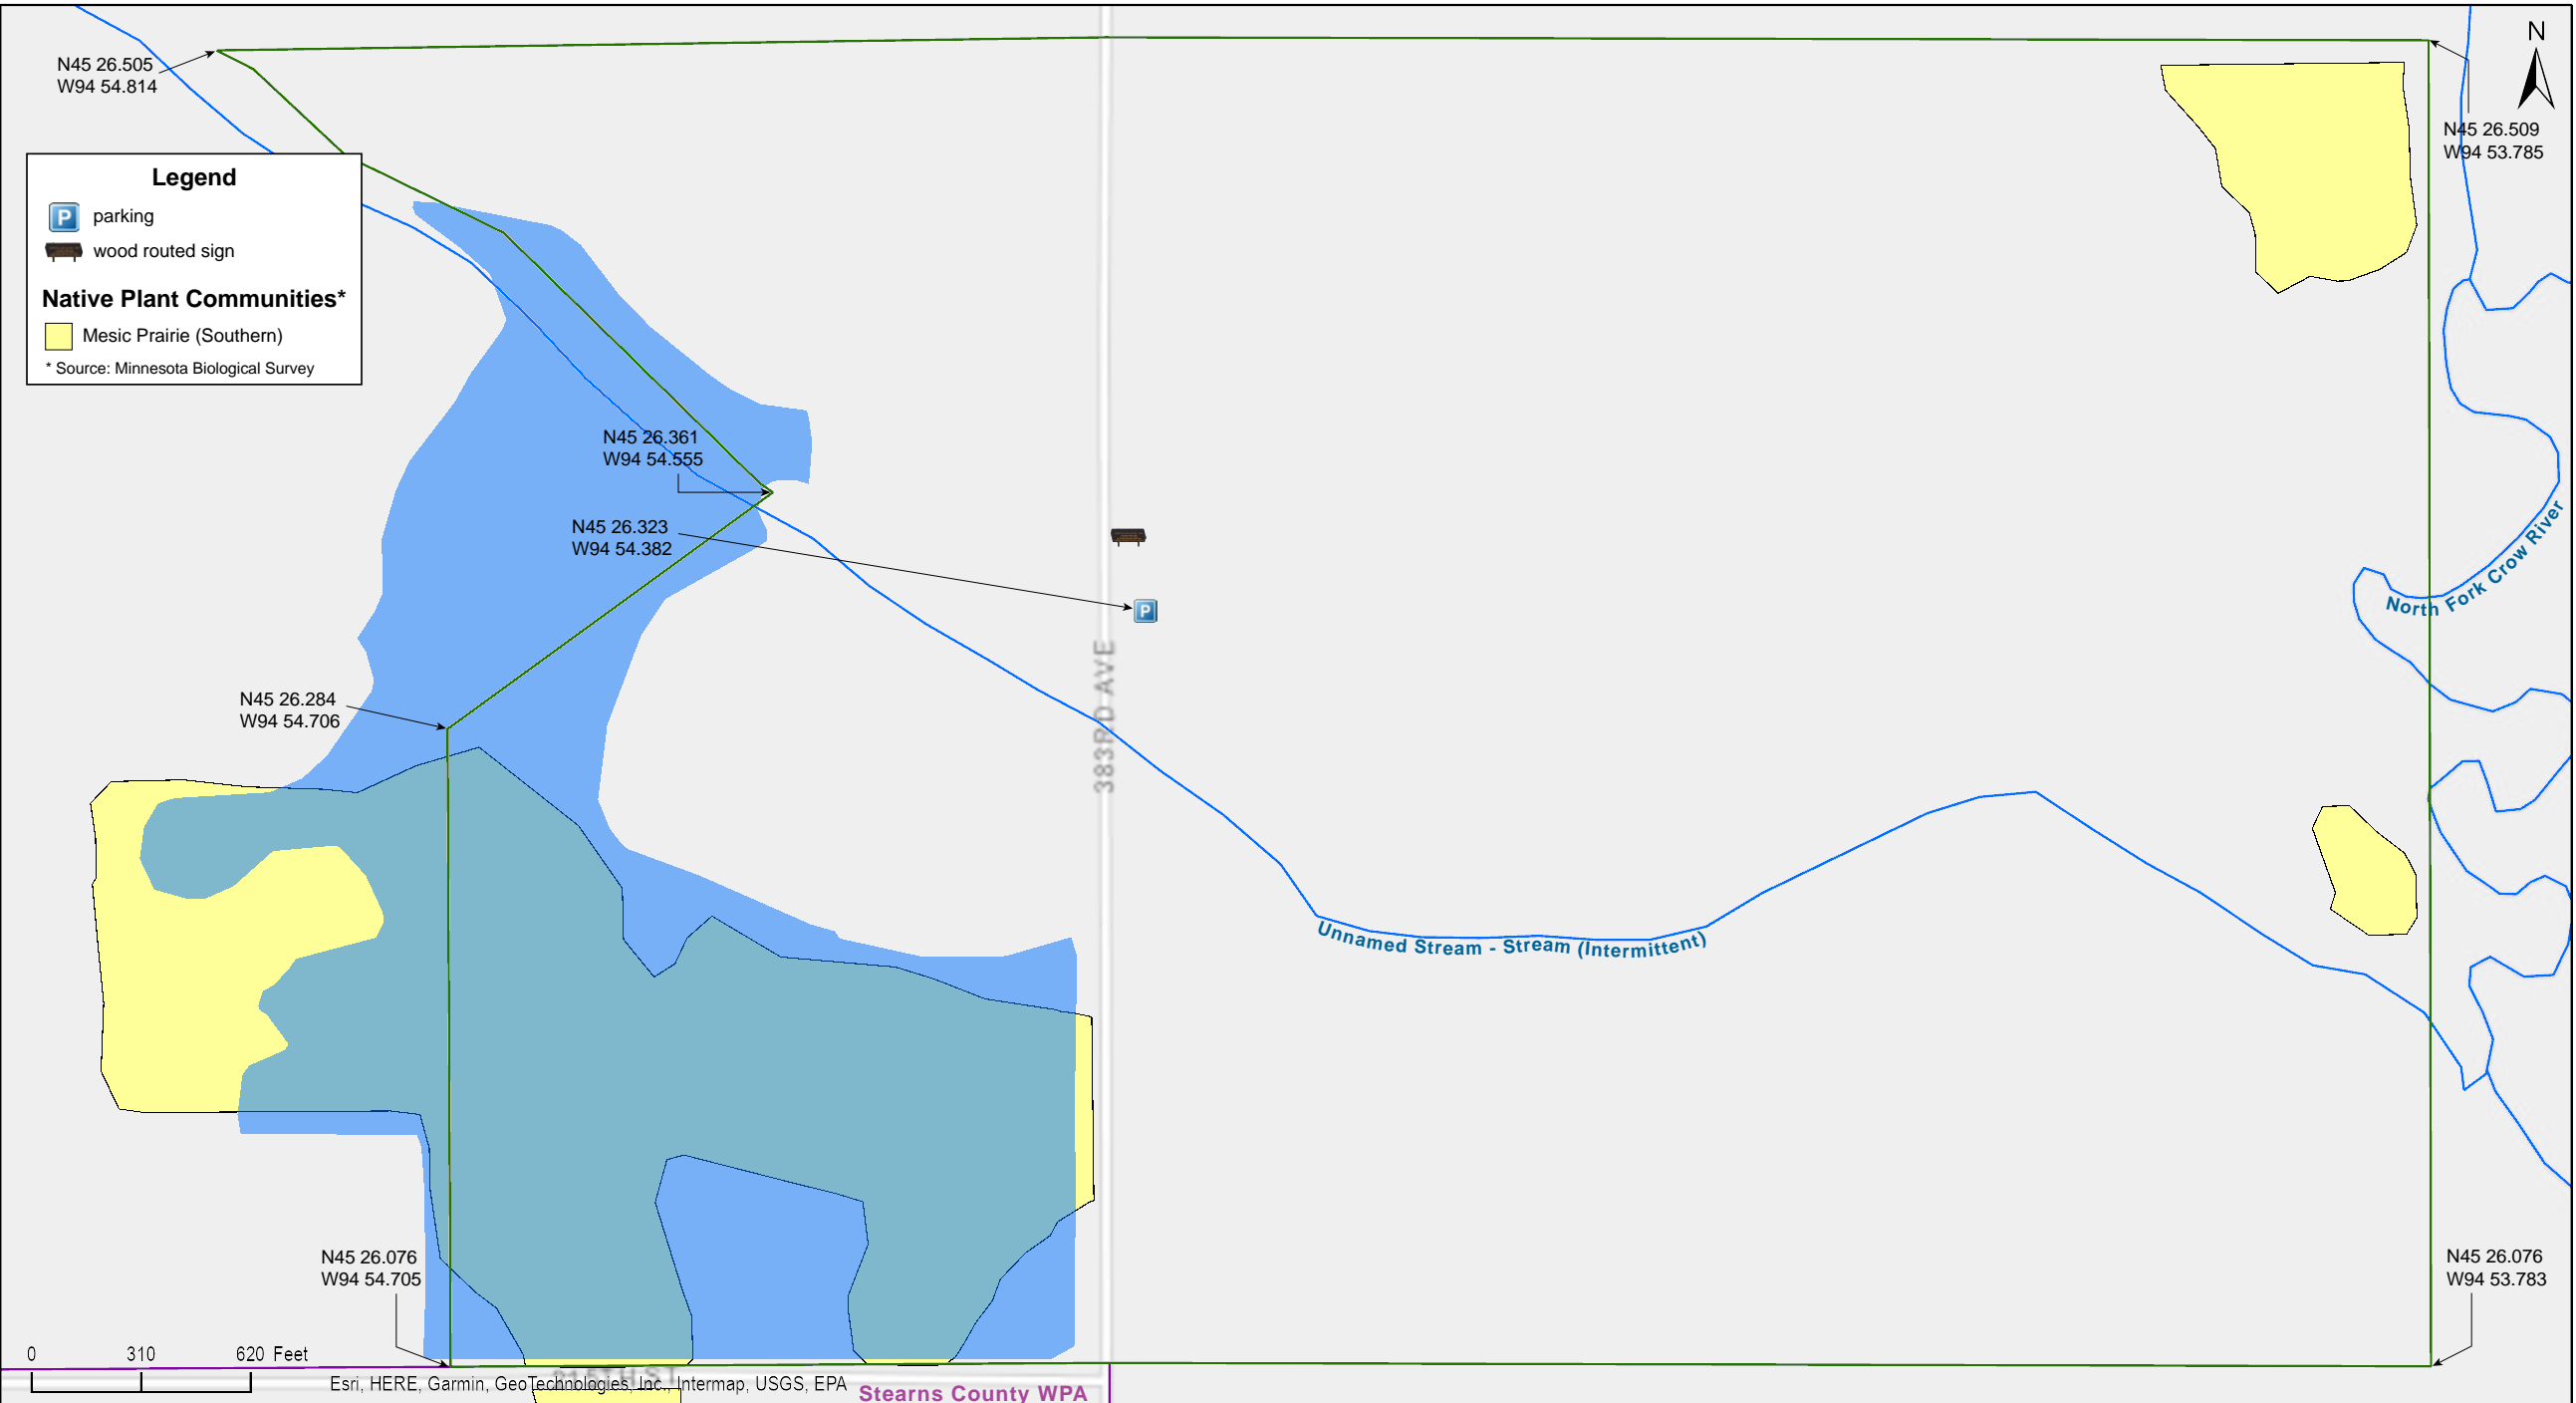 N
N45 26.505
W94 54.814
N45 26.509
W94 53.785
Legend
P parking
wood routed sign
Native Plant Communities*
Mesic Prairie (Southern)
* Source: Minnesota Biological Survey
N45 26.361
W94 54.555
N45 26.323
W94 54.382
P
North Fork Crow River
383RD AVE
N45 26.284
W94 54.706
Unnamed Stream - Stream (Intermittent)
N45 26.076
W94 54.705
N45 26.076
W94 53.783
0 310 620 Feet
Esri, HERE, Garmin, GeoTechnologies, Inc., Intermap, USGS, EPA
Stearns County WPA